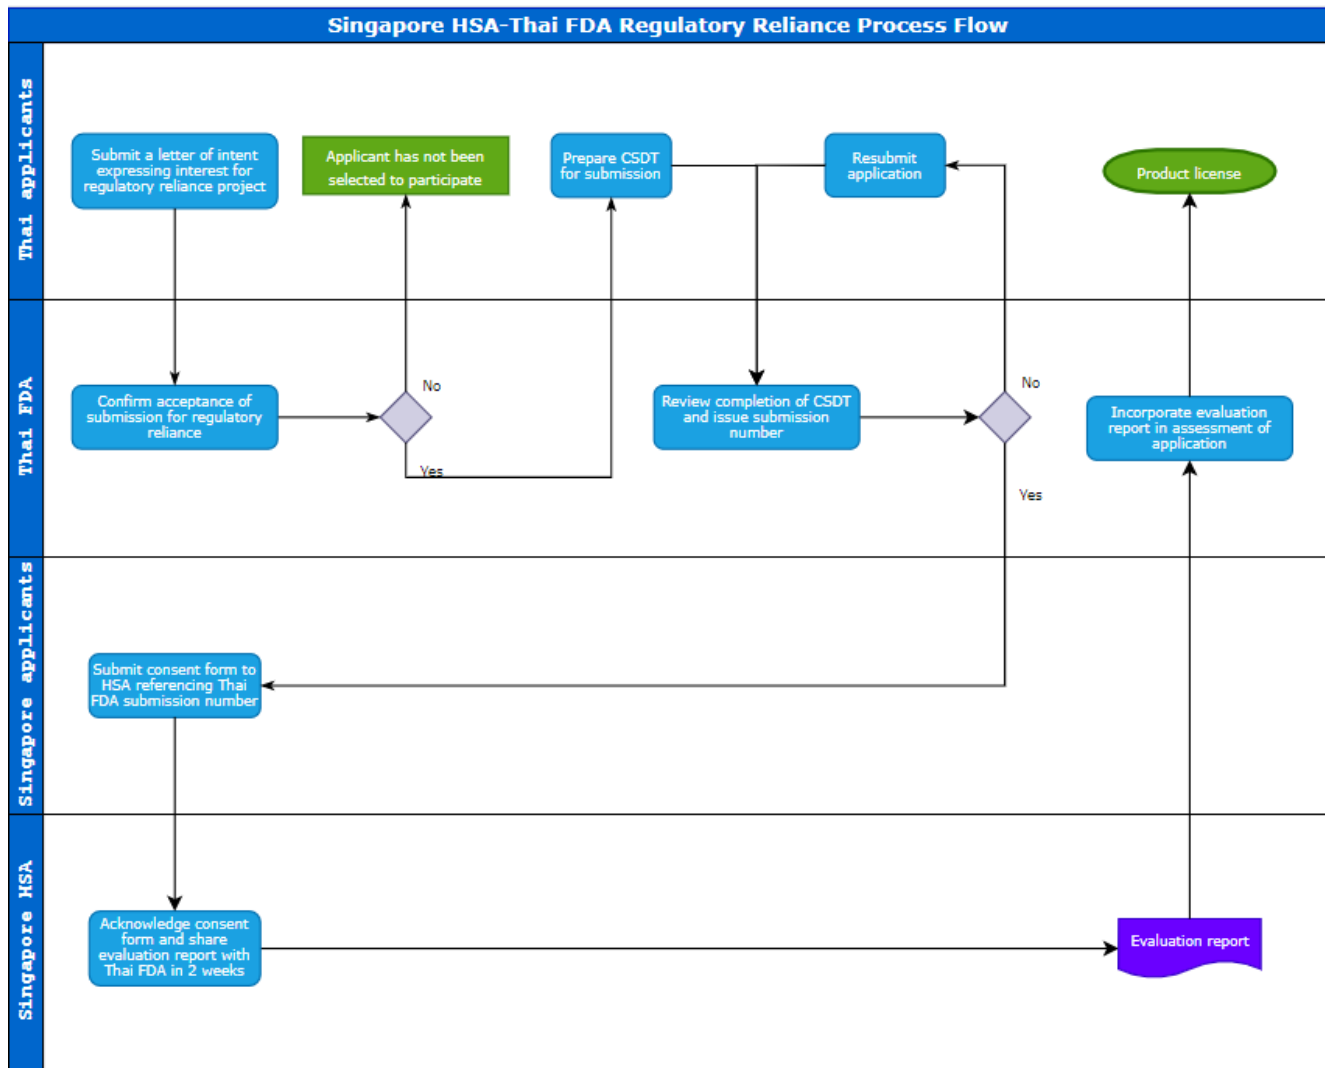 Singapore HSA-Thai FDA Regulatory Reliance Process Flow
Thai applicants
Submit a letter of intent
expressing interest for
regulatory reliance project
Applicant has not been
selected to participate
Prepare CSDT
for submission
Resubmit
application
Product license
Thai FDA
Confirm acceptance of
submission for regulatory
reliance
No
Yes
Review completion of CSDT
and issue submission
number
No
Yes
Incorporate evaluation
report in assessment of
application
Singapore applicants
Submit consent form to
HSA referencing Thai
FDA submission number
Singapore HSA
Acknowledge consent
form and share
evaluation report with
Thai FDA in 2 weeks
Evaluation report